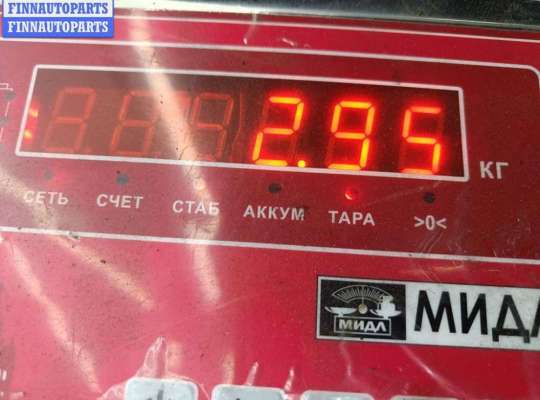 FINNAUTOPARTS
FINNAUTOPARTS
2.95 КГ
СЕТЬ СЧЕТ СТАБ АККУМ ТАРА >0<
МИДЛ МИДЛ